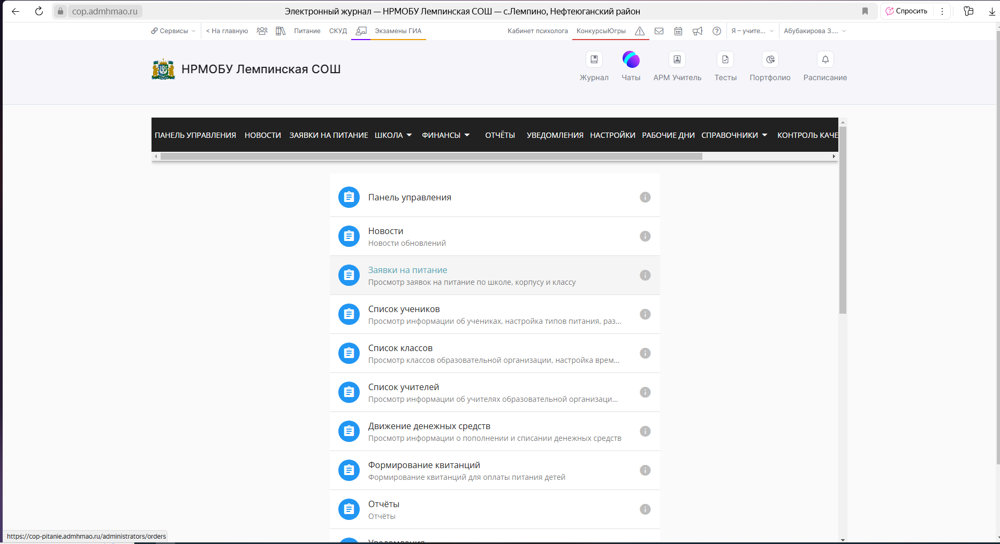 cop.admhmao.ru
Электронный журнал — НРМОБУ Лемпинская СОШ — с.Лемпино, Нефтеюганский район
Спросить
Сервисы
< На главную
Питание
СКУД
Экзамены ГИА
Кабинет психолога
КонкурсыЮгры
Я – учите...
Абубакирова З....
НРМОБУ Лемпинская СОШ
Журнал
Чаты
АРМ Учитель
Тесты
Портфолио
Расписание
ПАНЕЛЬ УПРАВЛЕНИЯ
НОВОСТИ
ЗАЯВКИ НА ПИТАНИЕ
ШКОЛА
ФИНАНСЫ
ОТЧЁТЫ
УВЕДОМЛЕНИЯ
НАСТРОЙКИ
РАБОЧИЕ ДНИ
СПРАВОЧНИКИ
КОНТРОЛЬ КАЧЕ
Панель управления
Новости
Новости обновлений
Заявки на питание
Просмотр заявок на питание по школе, корпусу и классу
Список учеников
Просмотр информации об учениках, настройка типов питания, раз...
Список классов
Просмотр классов образовательной организации, настройка врем...
Список учителей
Просмотр информации об учителях образовательной организаци...
Движение денежных средств
Просмотр информации о пополнении и списании денежных средств
Формирование квитанций
Формирование квитанций для оплаты питания детей
Отчёты
Отчёты
Уведомления
https://cop-pitanie.admhmao.ru/administrators/orders